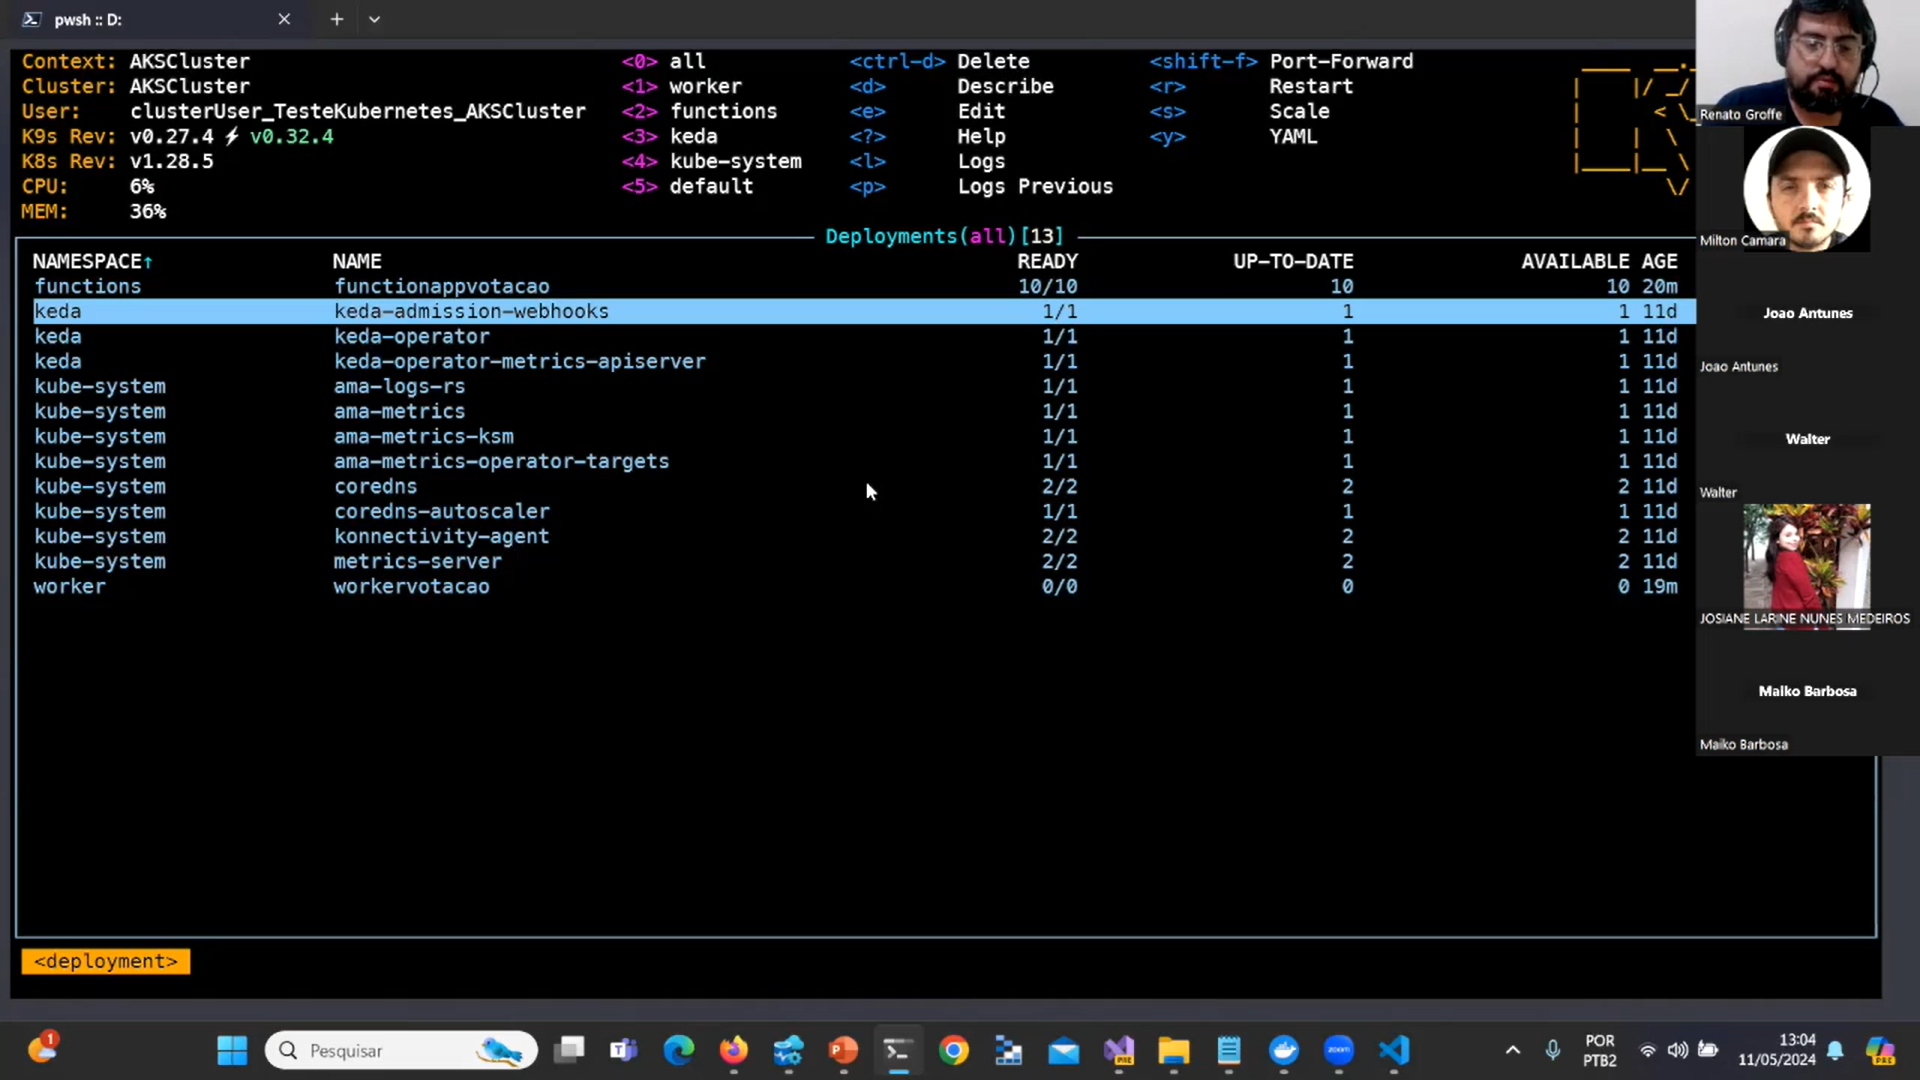 pwsh :: D:
Context: AKSCluster
Cluster: AKSCluster
User: clusterUser_TesteKubernetes_AKSCluster
K9s Rev: v0.27.4 ⚡ v0.32.4
K8s Rev: v1.28.5
CPU: 6%
MEM: 36%
<0> all
<1> worker
<2> functions
<3> keda
<4> kube-system
<5> default
<ctrl-d> Delete
<d> Describe
<e> Edit
<?> Help
<l> Logs
<p> Logs Previous
<shift-f> Port-Forward
<r> Restart
<s> Scale
<y> YAML
Deployments(all)[13]
NAMESPACE↑ NAME READY UP-TO-DATE AVAILABLE AGE
functions functionappvotacao 10/10 10 10 20m
keda keda-admission-webhooks 1/1 1 1 11d
keda keda-operator 1/1 1 1 11d
keda keda-operator-metrics-apiserver 1/1 1 1 11d
kube-system ama-logs-rs 1/1 1 1 11d
kube-system ama-metrics 1/1 1 1 11d
kube-system ama-metrics-ksm 1/1 1 1 11d
kube-system ama-metrics-operator-targets 1/1 1 1 11d
kube-system coredns 2/2 2 2 11d
kube-system coredns-autoscaler 1/1 1 1 11d
kube-system konnectivity-agent 2/2 2 2 11d
kube-system metrics-server 2/2 2 2 11d
worker workervotacao 0/0 0 0 19m
<deployment>
Renato Groffe
Milton Camara
Joao Antunes
Joao Antunes
Walter
Walter
JOSIANE LARINE NUNES MEDEIROS
Maiko Barbosa
Maiko Barbosa
1
Pesquisar
PRE
POR
PTB2
13:04
11/05/2024
PRE